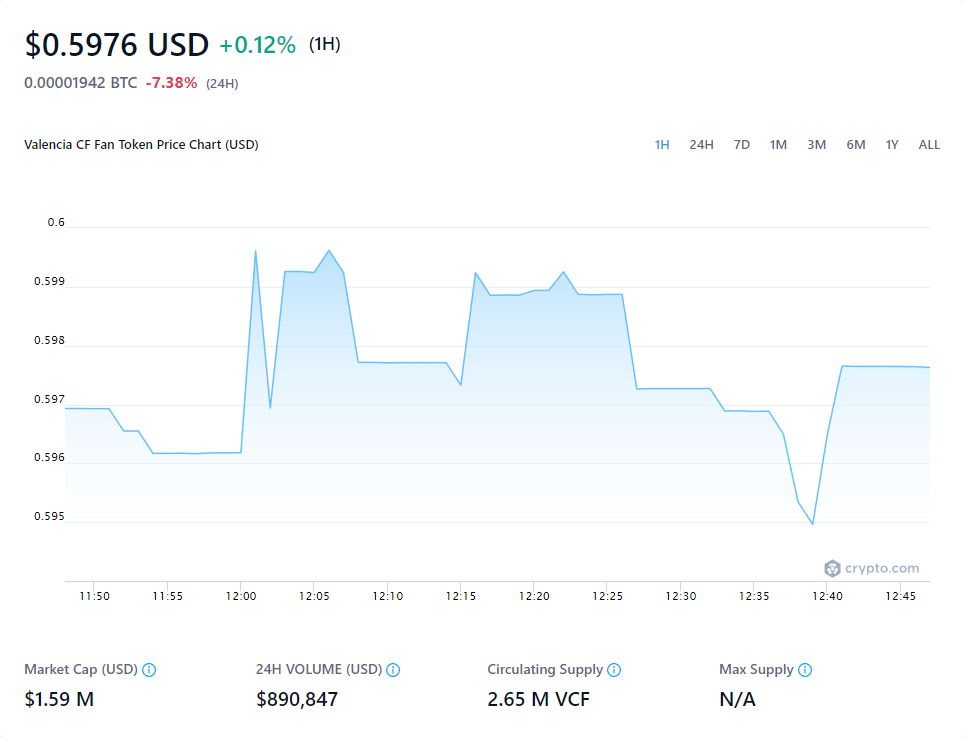 $0.5976 USD +0.12% (1H)
0.00001942 BTC -7.38% (24H)
Valencia CF Fan Token Price Chart (USD) 1H 24H 7D 1M 3M 6M 1Y ALL
0.6
0.599
0.598
0.597
0.596
0.595
crypto.com
11:50 11:55 12:00 12:05 12:10 12:15 12:20 12:25 12:30 12:35 12:40 12:45
Market Cap (USD) 24H VOLUME (USD) Circulating Supply Max Supply
$1.59 M $890,847 2.65 M VCF N/A